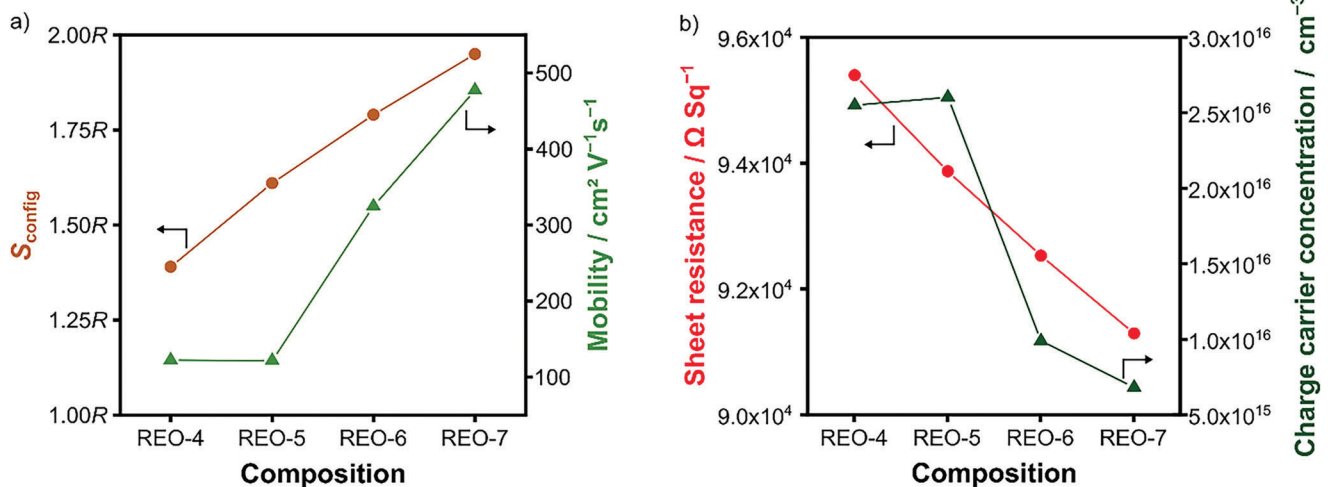 a)
2.00R
1.75R
1.50R
1.25R
1.00R
S_config
500
400
300
200
100
Mobility / cm² V⁻¹s⁻¹
REO-4 REO-5 REO-6 REO-7
Composition
b)
9.6x10⁴
9.4x10⁴
9.2x10⁴
9.0x10⁴
Sheet resistance / Ω Sq⁻¹
3.0x10¹⁶
2.5x10¹⁶
2.0x10¹⁶
1.5x10¹⁶
1.0x10¹⁶
5.0x10¹⁵
Charge carrier concentration / cm⁻³
REO-4 REO-5 REO-6 REO-7
Composition